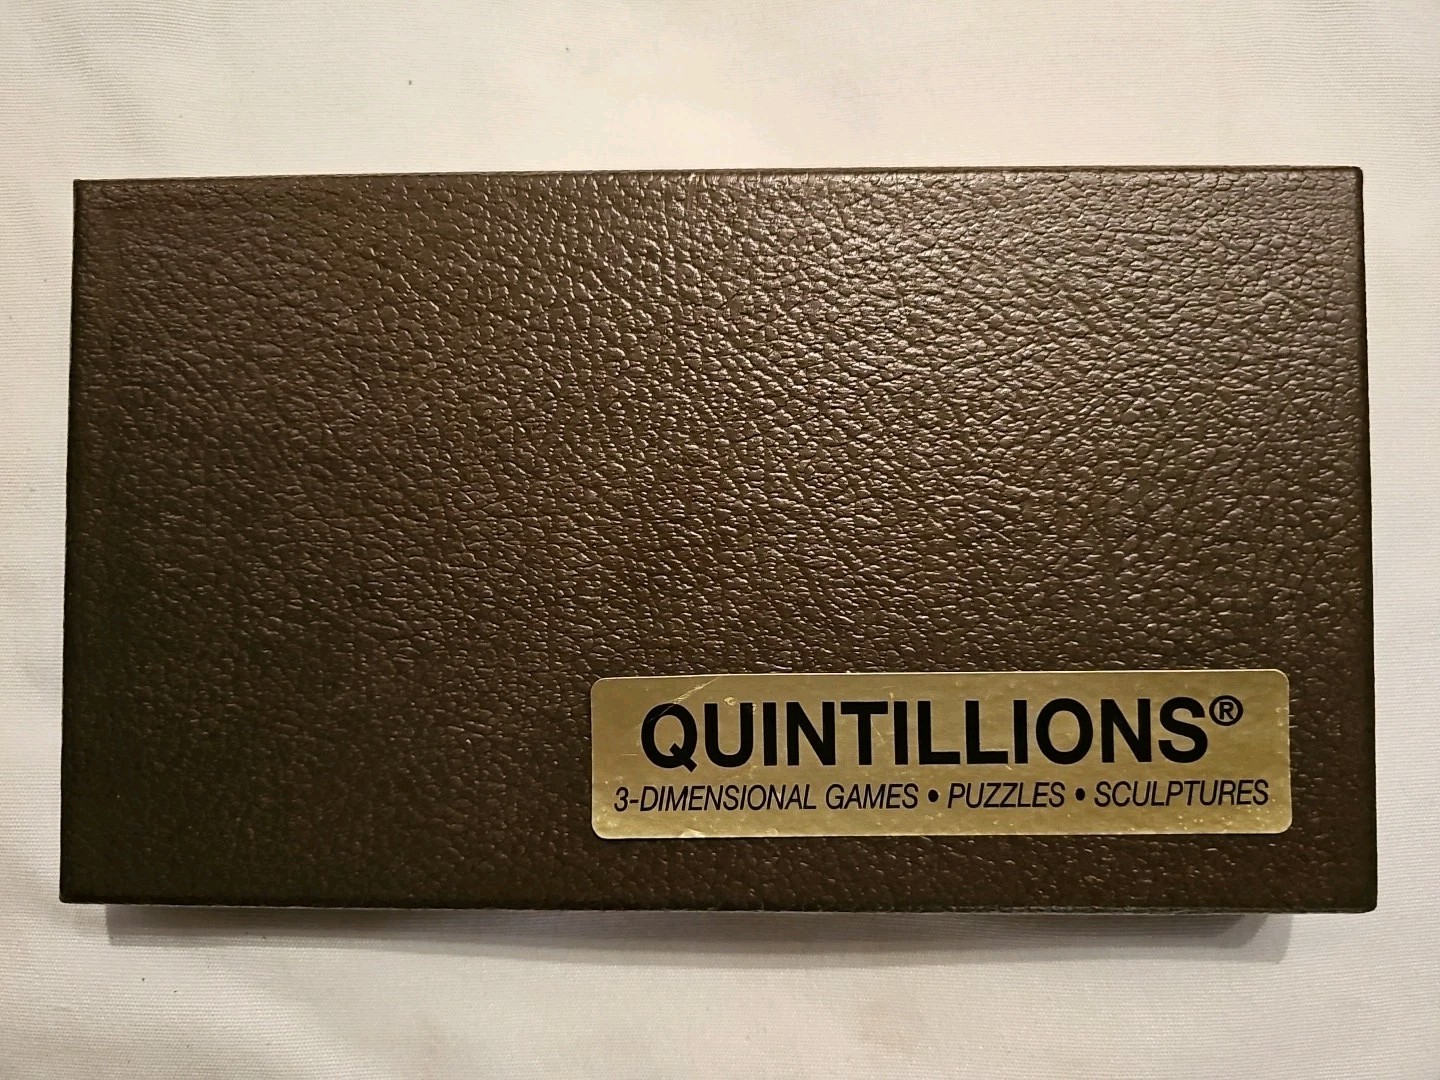 QUINTILLIONS®
3-DIMENSIONAL GAMES • PUZZLES • SCULPTURES